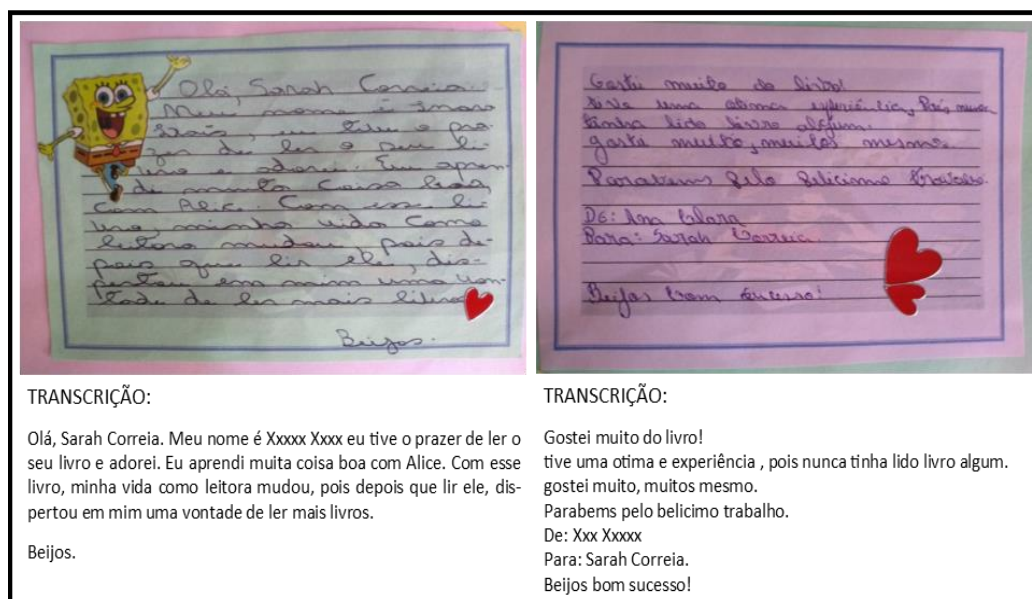 Olá, Sarah Correia.
Meu nome é
eu tive o pra-
zer de ler o seu li-
vro e adorei. Eu apren-
di muita coisa boa
com Alice. Com esse li-
vro, minha vida como
leitora mudou, pois de-
pois que lir ele, dis-
pertou em mim uma von-
tade de ler mais livros
Beijos.
TRANSCRIÇÃO:
Olá, Sarah Correia. Meu nome é Xxxxx Xxxx eu tive o prazer de ler o
seu livro e adorei. Eu aprendi muita coisa boa com Alice. Com esse
livro, minha vida como leitora mudou, pois depois que lir ele, dis-
pertou em mim uma vontade de ler mais livros.
Beijos.
Gostei muito do livro!
tive uma otima experiência, Pois nunca
tinha lido livro algum.
gostei muito, muitos mesmo.
Parabems pelo belicimo trabalho.
De: Ana Clara
Para: Sarah Correia
Beijos bom sucesso!
TRANSCRIÇÃO:
Gostei muito do livro!
tive uma otima e experiência , pois nunca tinha lido livro algum.
gostei muito, muitos mesmo.
Parabems pelo belicimo trabalho.
De: Xxx Xxxxx
Para: Sarah Correia.
Beijos bom sucesso!